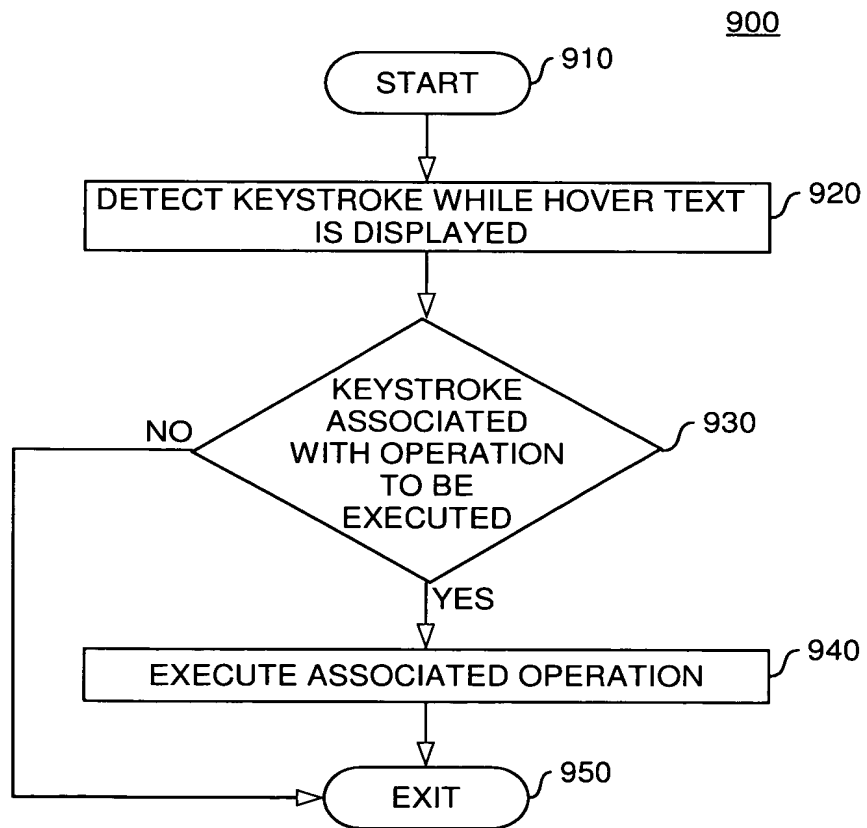 900
START
910
DETECT KEYSTROKE WHILE HOVER TEXT
IS DISPLAYED
920
KEYSTROKE
ASSOCIATED
WITH OPERATION
TO BE
EXECUTED
930
NO
YES
EXECUTE ASSOCIATED OPERATION
940
EXIT
950